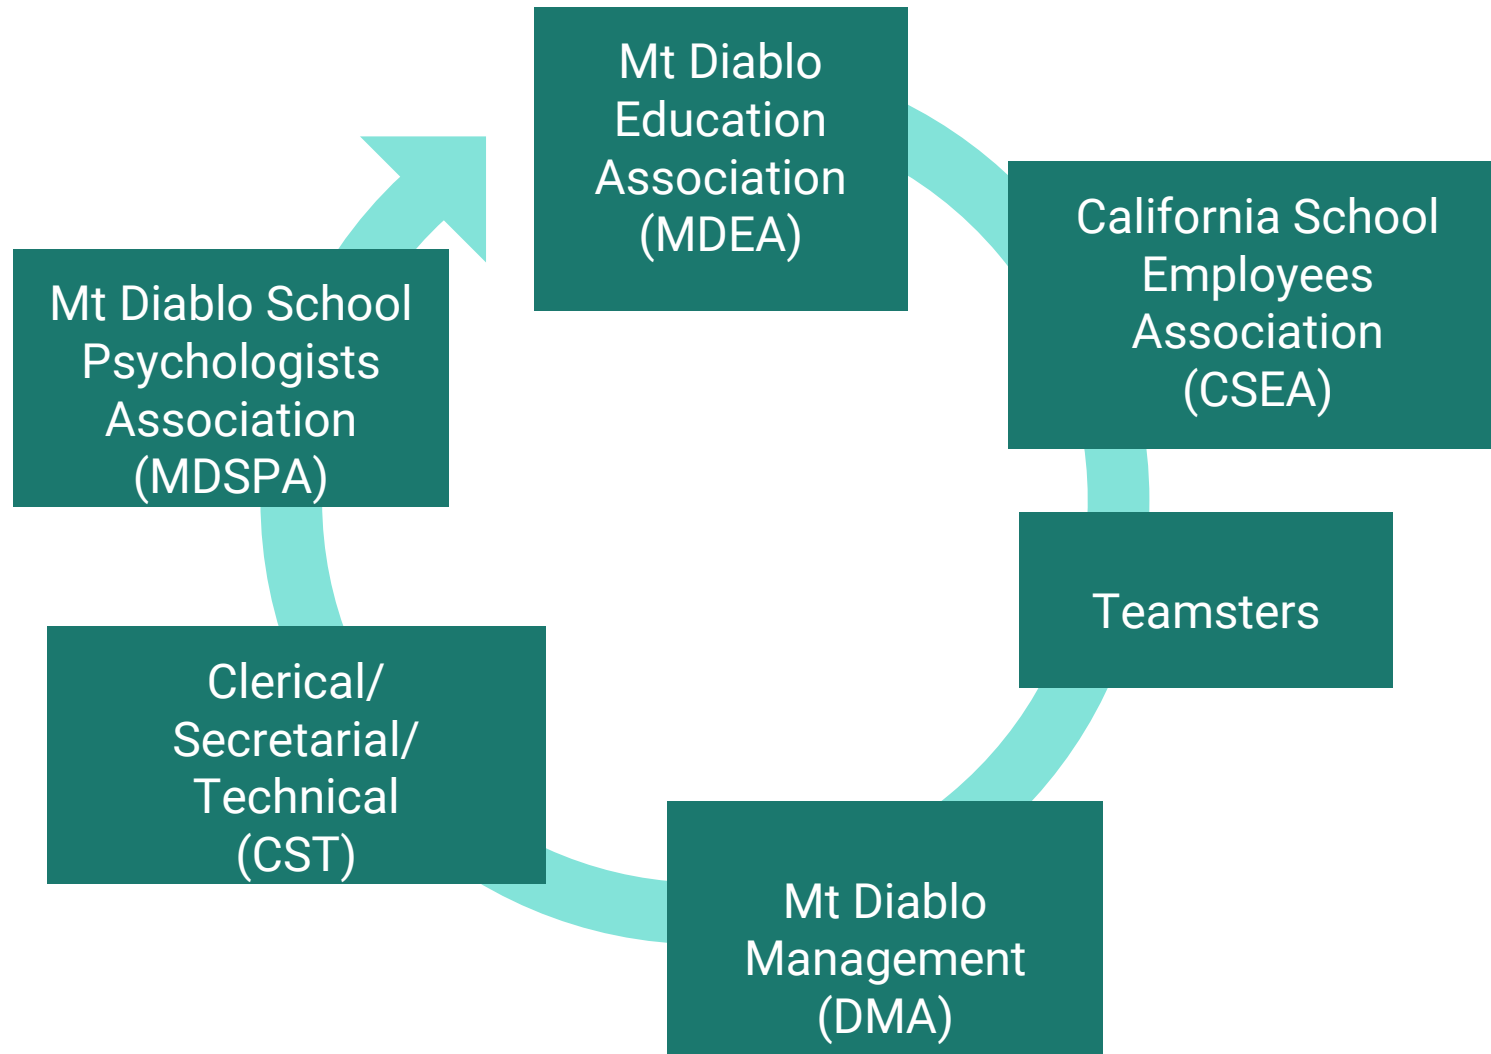 Mt Diablo
Education
Association
(MDEA)
California School
Employees
Association
(CSEA)
Teamsters
Mt Diablo
Management
(DMA)
Clerical/
Secretarial/
Technical
(CST)
Mt Diablo School
Psychologists
Association
(MDSPA)